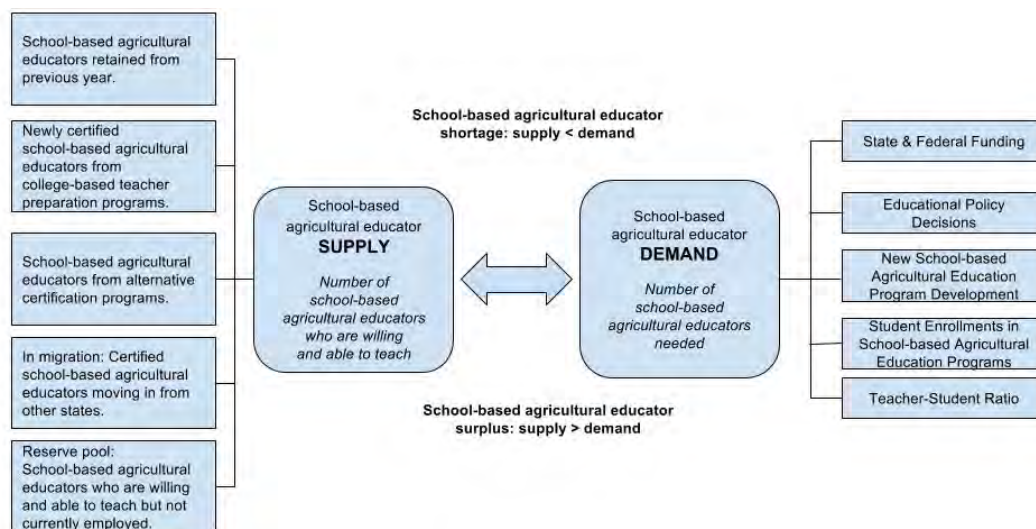 School-based agricultural
educators retained from
previous year.
Newly certified
school-based agricultural
educators from
college-based teacher
preparation programs.
School-based agricultural
educators from alternative
certification programs.
In migration: Certified
school-based agricultural
educators moving in from
other states.
Reserve pool:
School-based agricultural
educators who are willing
and able to teach but not
currently employed.
School-based
agricultural educator
SUPPLY
Number of
school-based
agricultural educators
who are willing
and able to teach
School-based agricultural educator
shortage: supply < demand
School-based agricultural educator
surplus: supply > demand
School-based
agricultural educator
DEMAND
Number of
school-based
agricultural educators
needed
State & Federal Funding
Educational Policy
Decisions
New School-based
Agricultural Education
Program Development
Student Enrollments in
School-based Agricultural
Education Programs
Teacher-Student Ratio